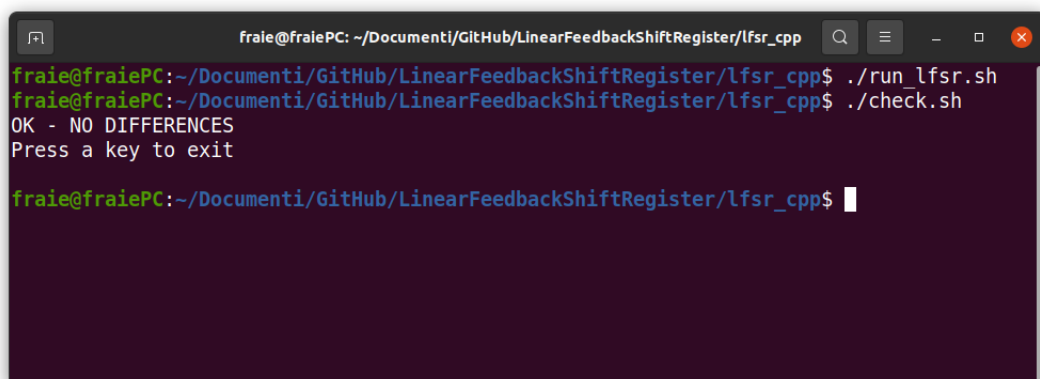 fraie@fraiePC: ~/Documenti/GitHub/LinearFeedbackShiftRegister/lfsr_cpp
fraie@fraiePC:~/Documenti/GitHub/LinearFeedbackShiftRegister/lfsr_cpp$ ./run_lfsr.sh
fraie@fraiePC:~/Documenti/GitHub/LinearFeedbackShiftRegister/lfsr_cpp$ ./check.sh
OK - NO DIFFERENCES
Press a key to exit
fraie@fraiePC:~/Documenti/GitHub/LinearFeedbackShiftRegister/lfsr_cpp$